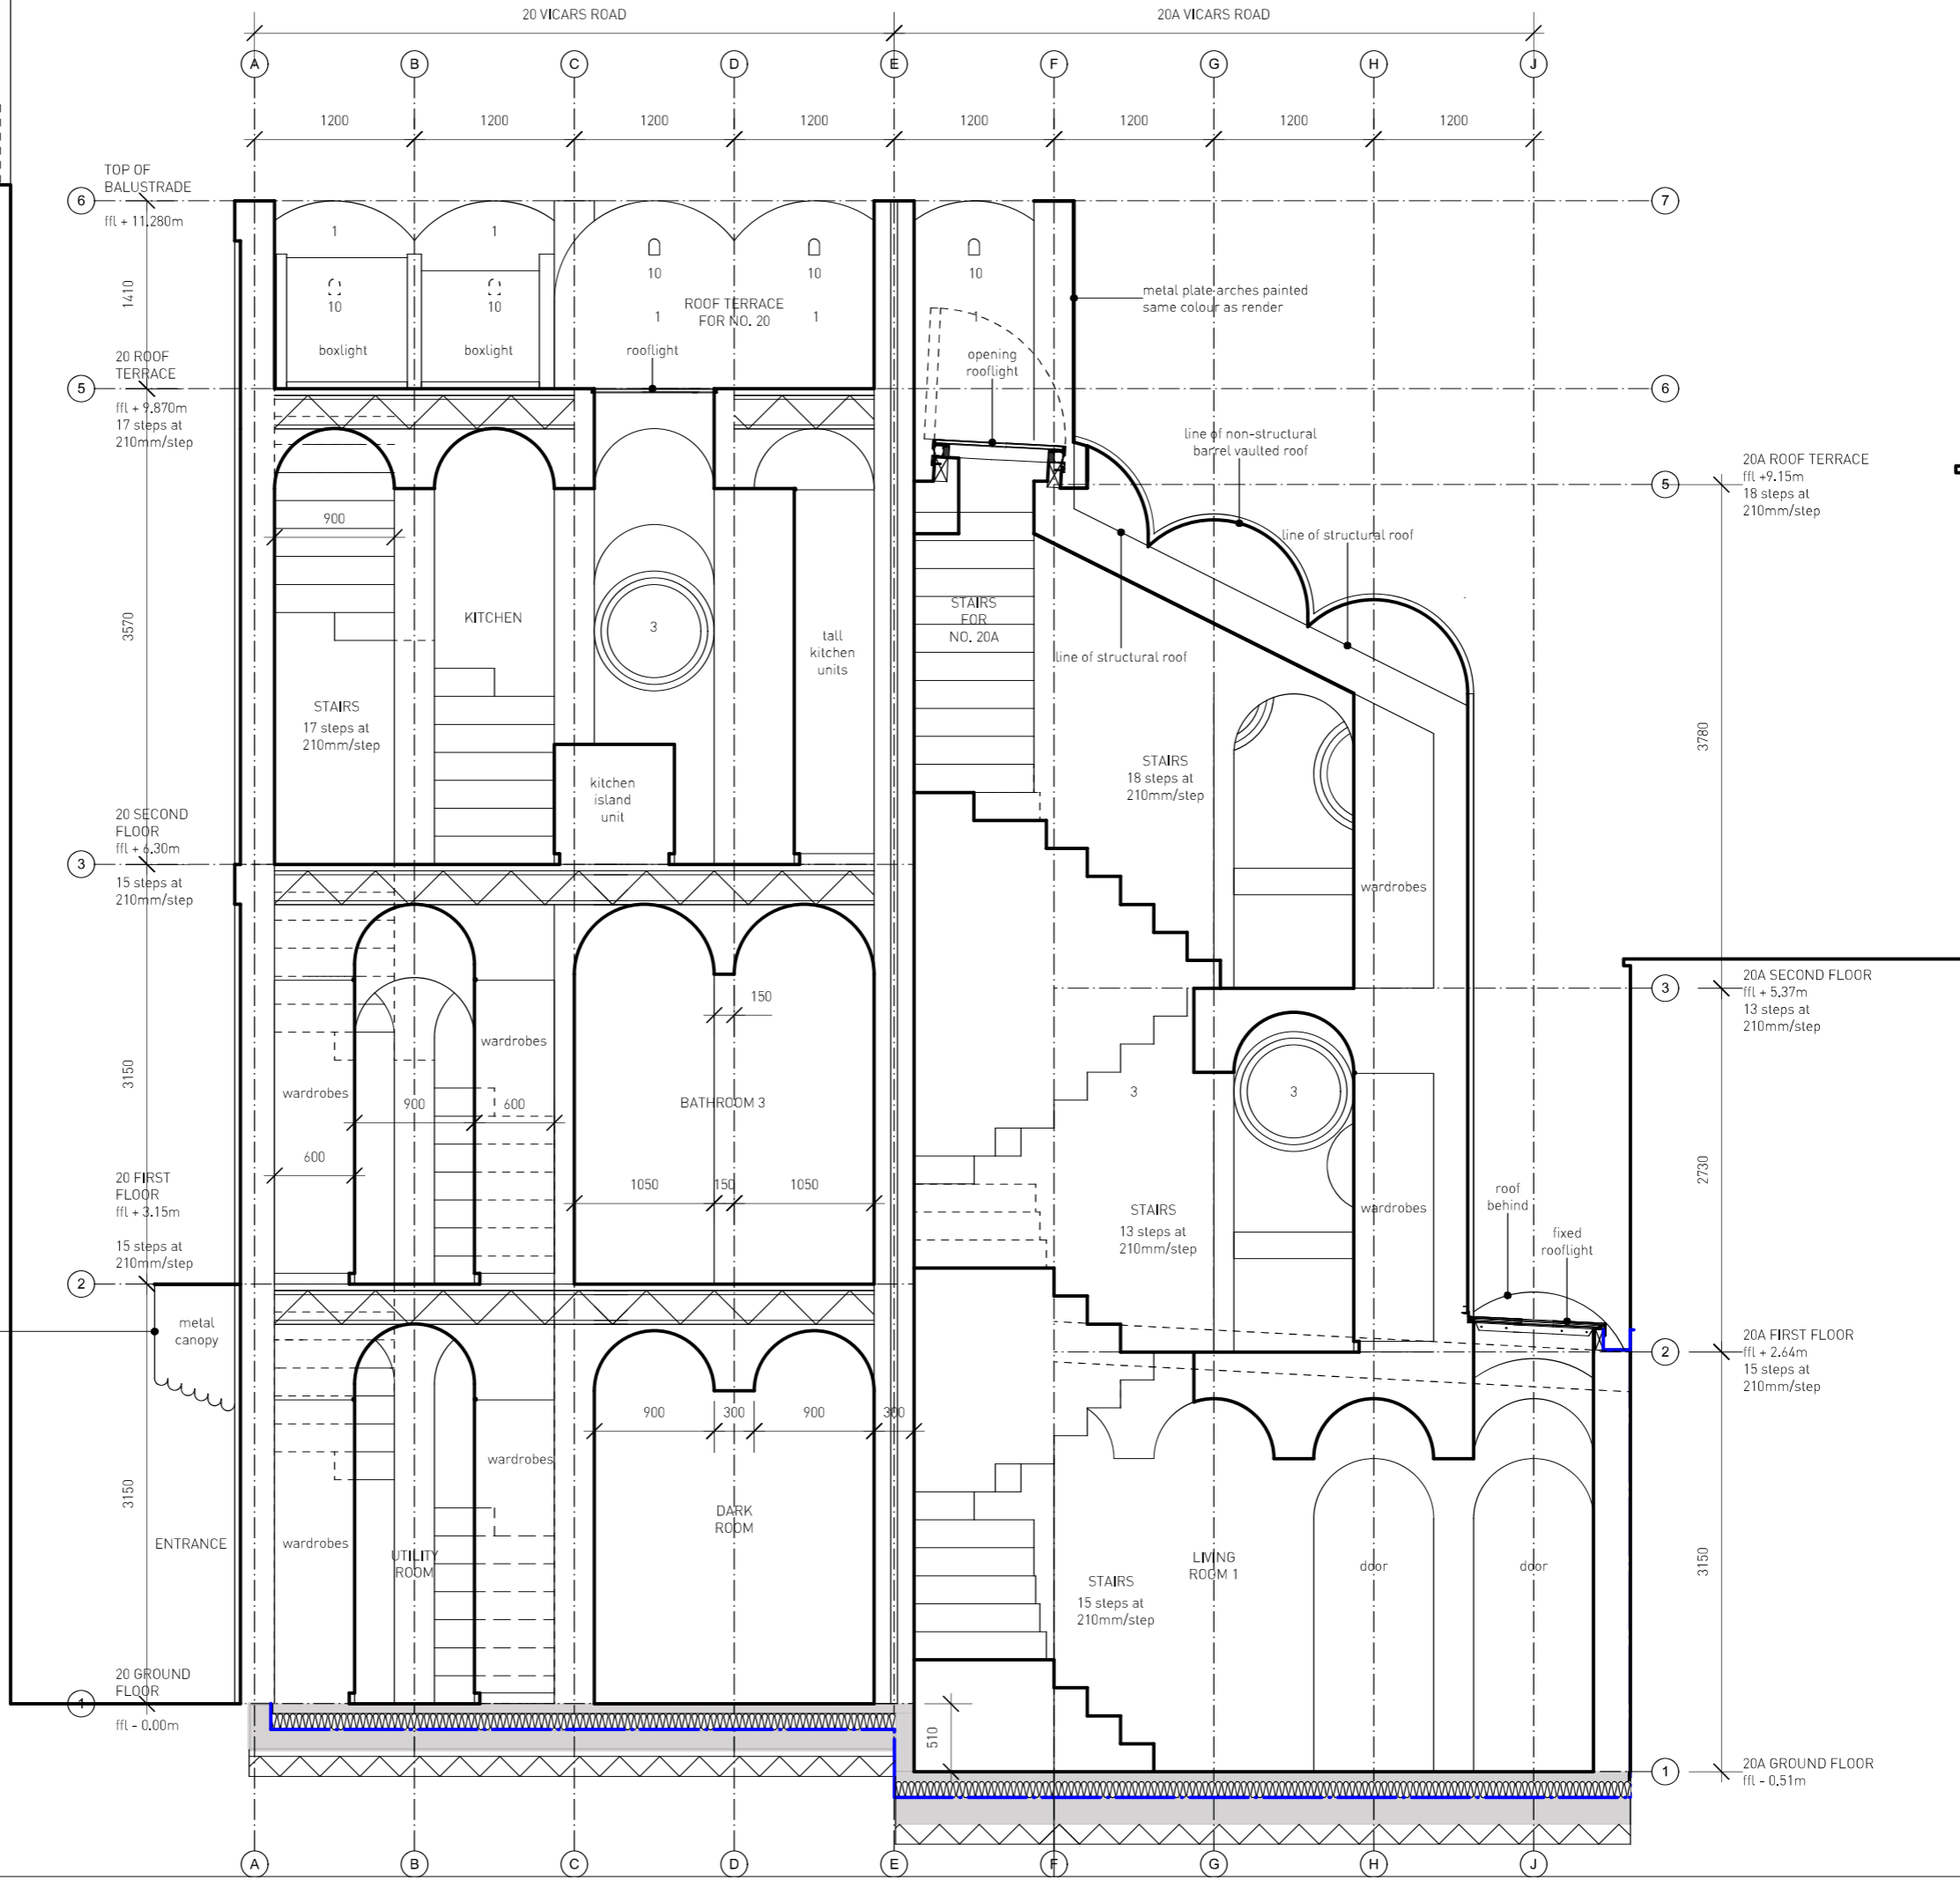 20 VICARS ROAD
20A VICARS ROAD
A
B
C
D
E
F
G
H
J
1200
1200
1200
1200
1200
1200
1200
1200
TOP OF
BALUSTRADE
6
ffl + 11.280m
7
1
1
10
10
10
10
10
ROOF TERRACE
FOR NO. 20
1
1
1
metal plate arches painted
same colour as render
1410
boxlight
boxlight
rooflight
opening
rooflight
20 ROOF
TERRACE
5
6
ffl + 9.870m
17 steps at
210mm/step
line of non-structural
barrel vaulted roof
20A ROOF TERRACE
ffl +9.15m
18 steps at
210mm/step
5
900
line of structural roof
line of structural roof
3570
KITCHEN
3
tall
kitchen
units
STAIRS
FOR
NO. 20A
STAIRS
17 steps at
210mm/step
kitchen
island
unit
STAIRS
18 steps at
210mm/step
3780
20 SECOND
FLOOR
ffl + 6.30m
3
15 steps at
210mm/step
wardrobes
150
20A SECOND FLOOR
ffl + 5.37m
13 steps at
210mm/step
3
3150
wardrobes
wardrobes
900
600
BATHROOM 3
3
3
600
1050
150
1050
2730
20 FIRST
FLOOR
ffl + 3.15m
15 steps at
210mm/step
2
STAIRS
13 steps at
210mm/step
wardrobes
roof
behind
fixed
rooflight
metal
canopy
20A FIRST FLOOR
ffl + 2.64m
15 steps at
210mm/step
2
900
300
900
300
wardrobes
3150
ENTRANCE
wardrobes
UTILITY
ROOM
DARK
ROOM
STAIRS
15 steps at
210mm/step
LIVING
ROOM 1
door
door
3150
20 GROUND
FLOOR
1
ffl - 0.00m
510
20A GROUND FLOOR
ffl - 0.51m
1
A
B
C
D
E
F
G
H
J